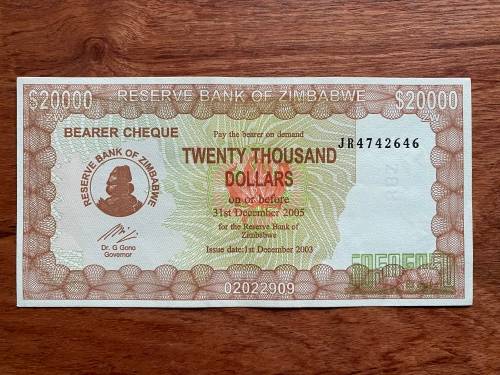 $20000 RESERVE BANK OF ZIMBABWE $20000
BEARER CHEQUE
Pay the bearer on demand
JR4742646
TWENTY THOUSAND
DOLLARS
on or before
31st December 2005
for the Reserve Bank of
Zimbabwe
Issue date:1st December 2003
RESERVE BANK OF ZIMBABWE
Dr. G Gono
Governor
02022909